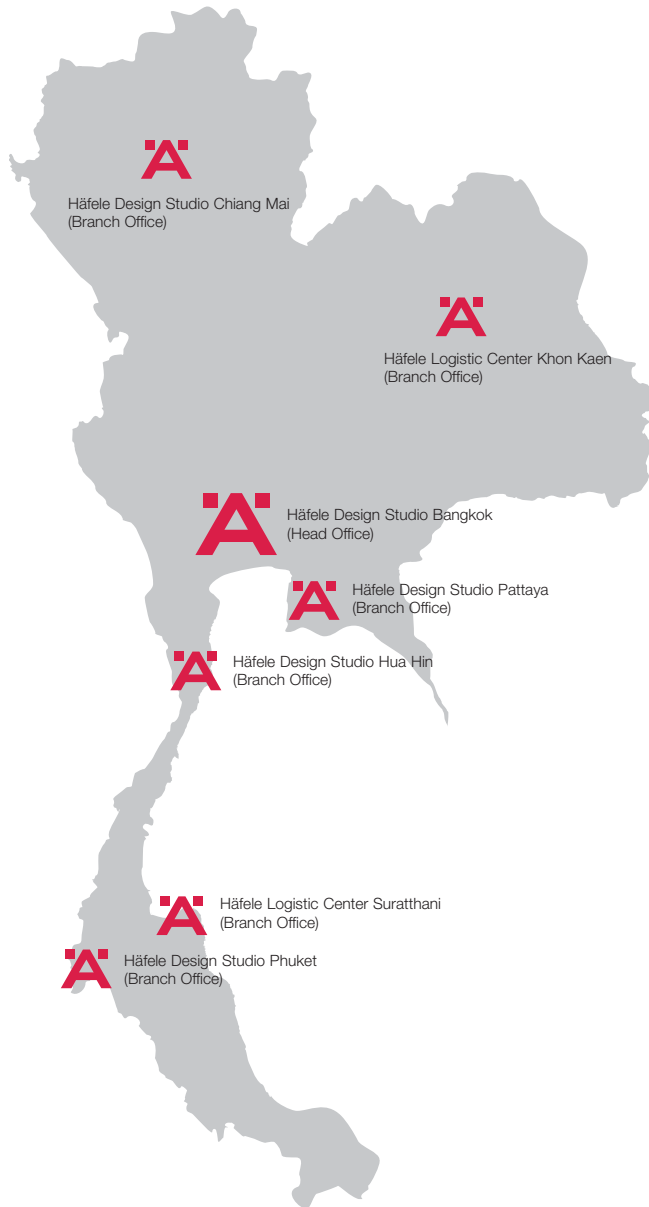 Häfele Design Studio Chiang Mai
(Branch Office)
Häfele Logistic Center Khon Kaen
(Branch Office)
Häfele Design Studio Bangkok
(Head Office)
Häfele Design Studio Pattaya
(Branch Office)
Häfele Design Studio Hua Hin
(Branch Office)
Häfele Logistic Center Suratthani
(Branch Office)
Häfele Design Studio Phuket
(Branch Office)